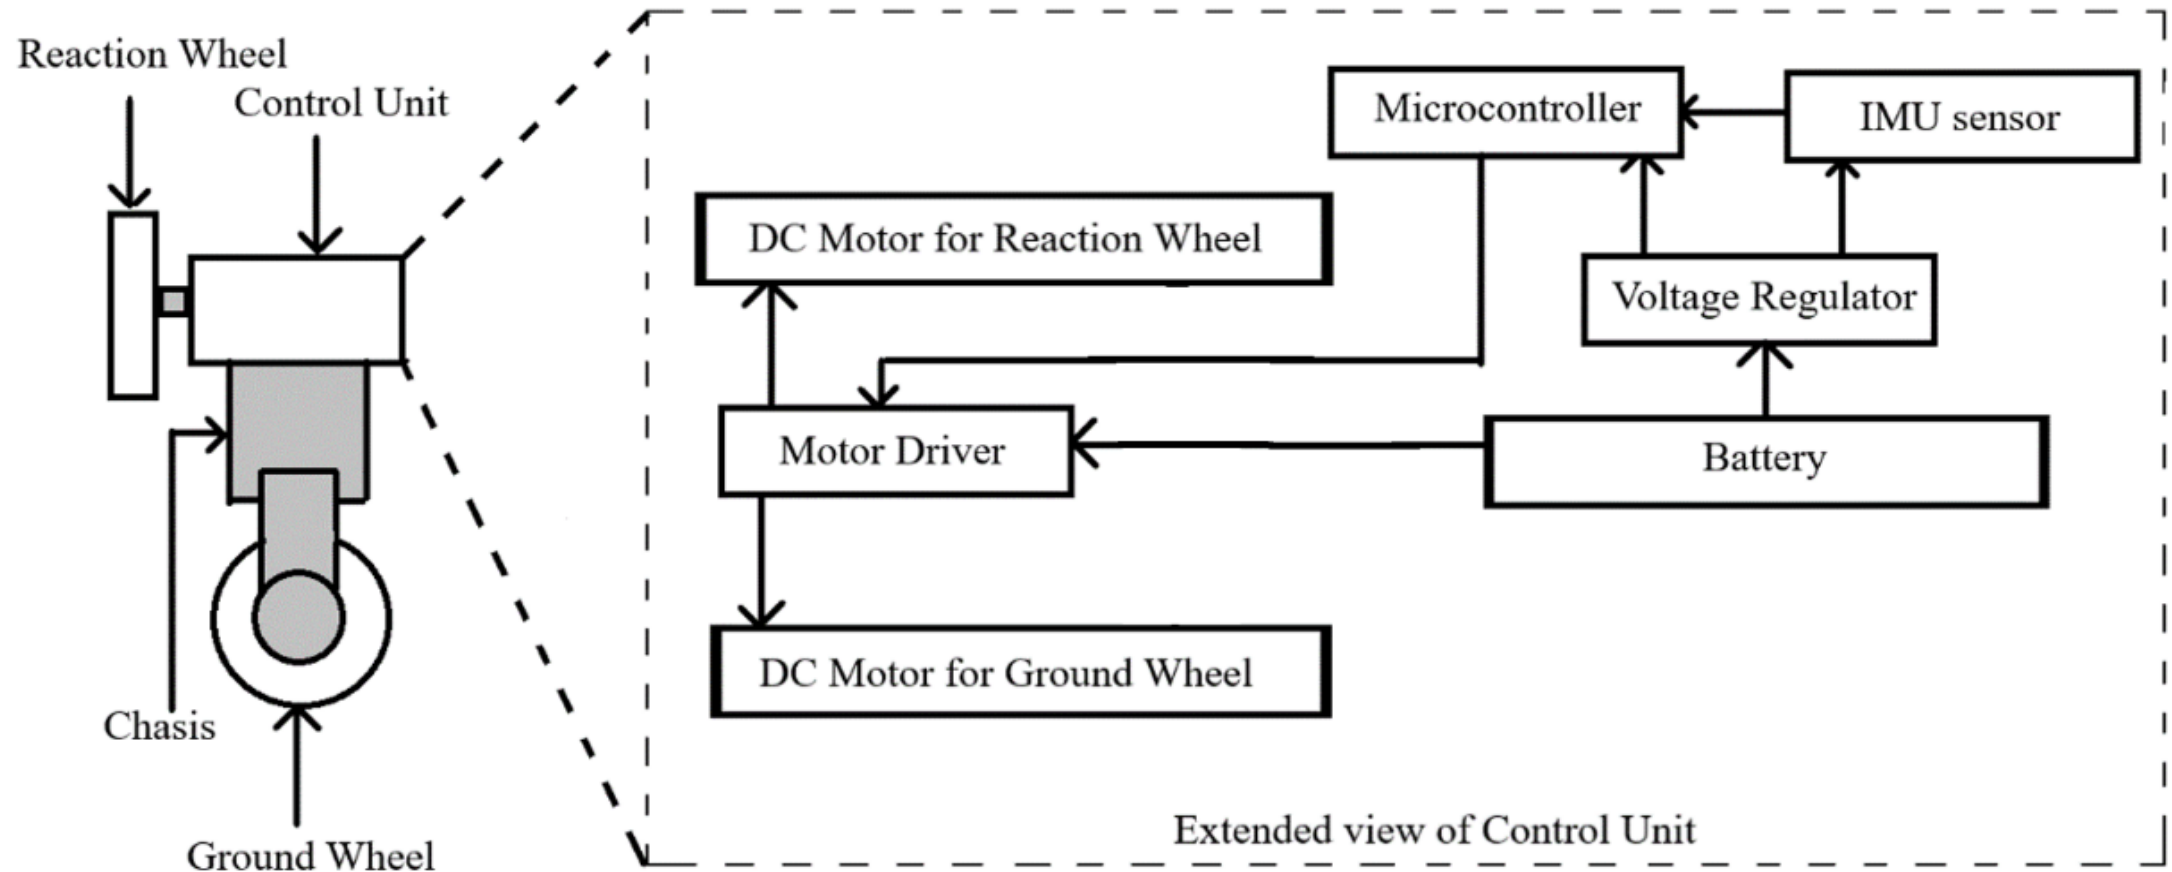 Reaction Wheel
Control Unit
Chasis
Ground Wheel
Microcontroller
IMU sensor
DC Motor for Reaction Wheel
Voltage Regulator
Motor Driver
Battery
DC Motor for Ground Wheel
Extended view of Control Unit